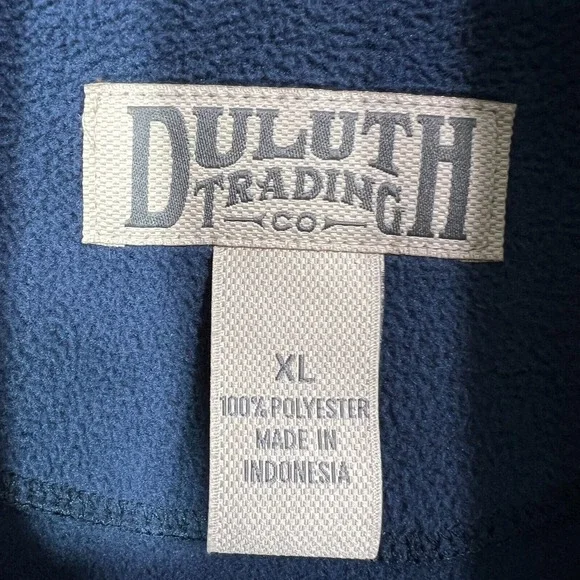 DULUTH
TRADING
CO
XL
100% POLYESTER
MADE IN
INDONESIA